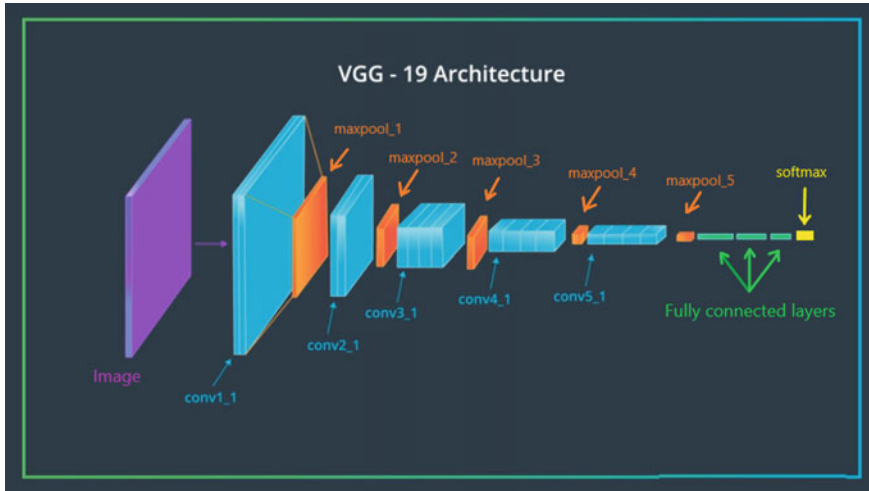 VGG - 19 Architecture
maxpool_1
maxpool_2
maxpool_3
maxpool_4
maxpool_5
softmax
Image
conv1_1
conv2_1
conv3_1
conv4_1
conv5_1
Fully connected layers